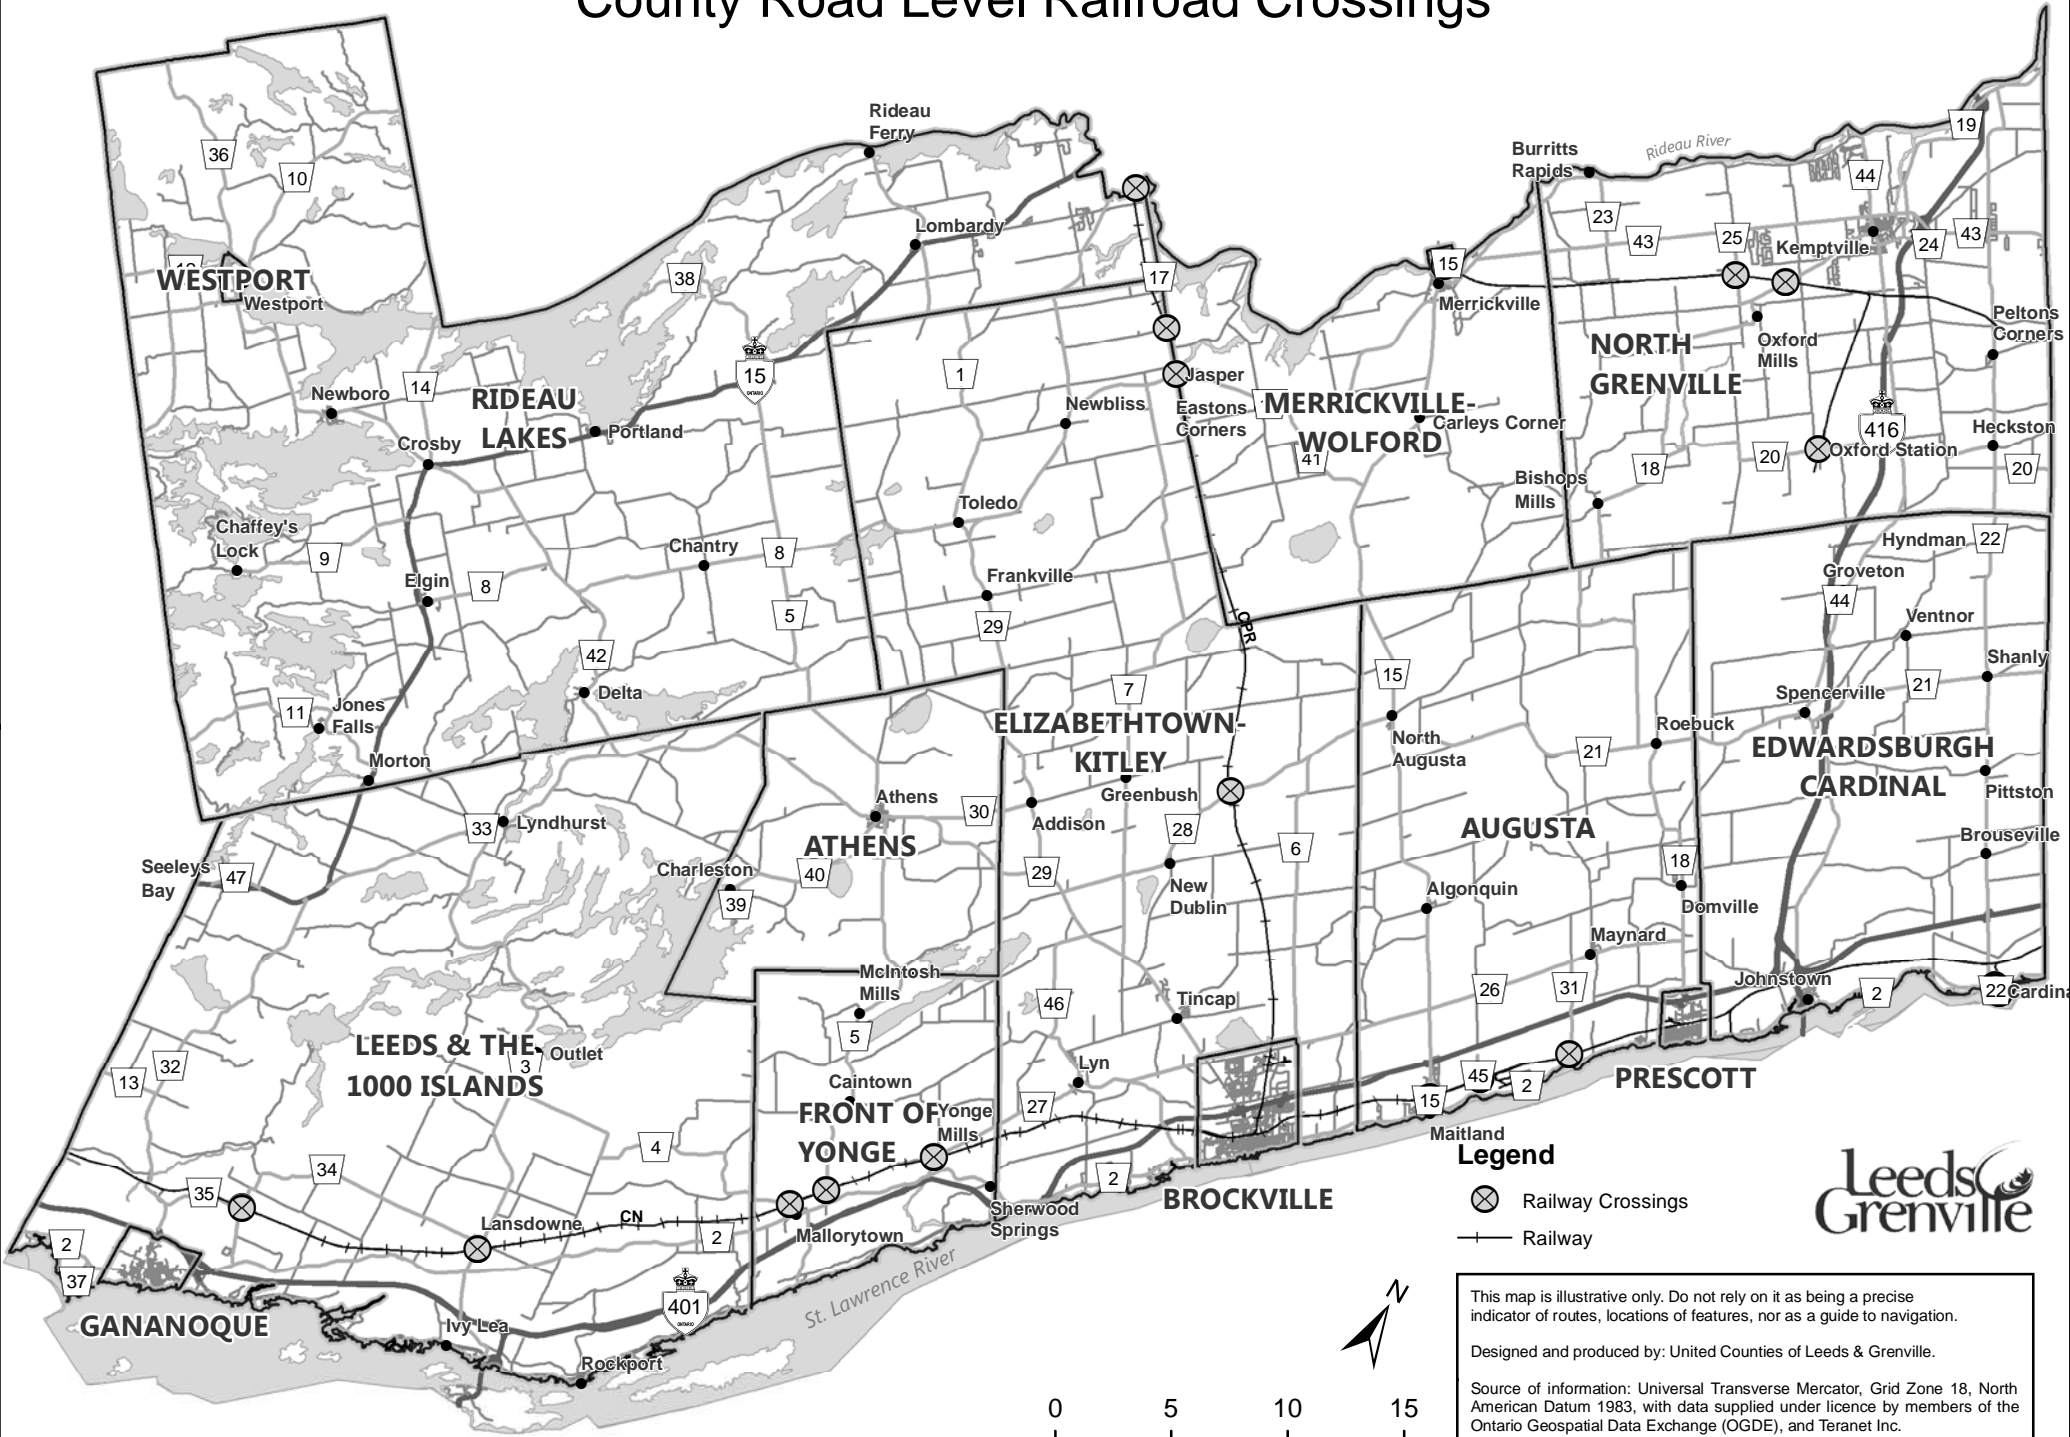 County Road Level Railroad Crossings
Rideau
Ferry
19
Burritts
Rapids
Rideau River
36
10
44
23
43
25
Kemptville
24
43
Lombardy
WESTPORT
Westport
38
17
15
Merrickville
Peltons
Corners
NORTH
GRENVILLE
Oxford
Mills
15
ONTARIO
1
Jasper
Newboro
14
RIDEAU
LAKES
Newbliss
Eastons
Corners
MERRICKVILLE-
WOLFORD
Carleys Corner
416
Heckston
Crosby
Portland
41
18
20
Oxford Station
20
Bishops
Mills
Toledo
Chaffey's
Lock
9
Chantry
8
Hyndman
22
Elgin
8
Frankville
Groveton
44
5
29
CPR
Ventnor
42
Delta
7
15
Shanly
21
11
Jones
Falls
Spencerville
ELIZABETHTOWN-
KITLEY
North
Augusta
Roebuck
21
EDWARDSBURGH
CARDINAL
Morton
Pittston
Greenbush
Athens
30
Addison
33
Lyndhurst
ATHENS
28
6
AUGUSTA
Brouseville
Seeleys
Bay
47
Charleston
40
29
18
39
New
Dublin
Algonquin
Domville
Maynard
McIntosh
Mills
Johnstown
46
Tincap
26
31
2
22
5
LEEDS & THE
1000 ISLANDS
3
Outlet
13
32
Lyn
Caintown
45
2
PRESCOTT
FRONT OF
YONGE
Yonge
Mills
27
15
Maitland
4
34
35
2
BROCKVILLE
Legend
Railway Crossings
Railway
Leeds
Grenville
CN
Lansdowne
2
Mallorytown
Sherwood
Springs
2
37
St. Lawrence River
N
401
ONTARIO
GANANOQUE
Ivy Lea
Rockport
This map is illustrative only. Do not rely on it as being a precise
indicator of routes, locations of features, nor as a guide to navigation.
Designed and produced by: United Counties of Leeds & Grenville.
Source of information: Universal Transverse Mercator, Grid Zone 18, North
American Datum 1983, with data supplied under licence by members of the
Ontario Geospatial Data Exchange (OGDE), and Teranet Inc.
0 5 10 15